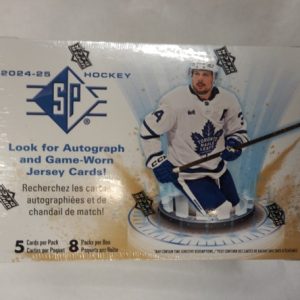 2024-25 HOCKEY
SP
Look for Autograph
and Game-Worn
Jersey Cards!
Recherchez les cartes
autographiées et de
chandail de match!
5 Cards per Pack
Cartes par Paquet
8 Packs per Box
Paquets par Boîte